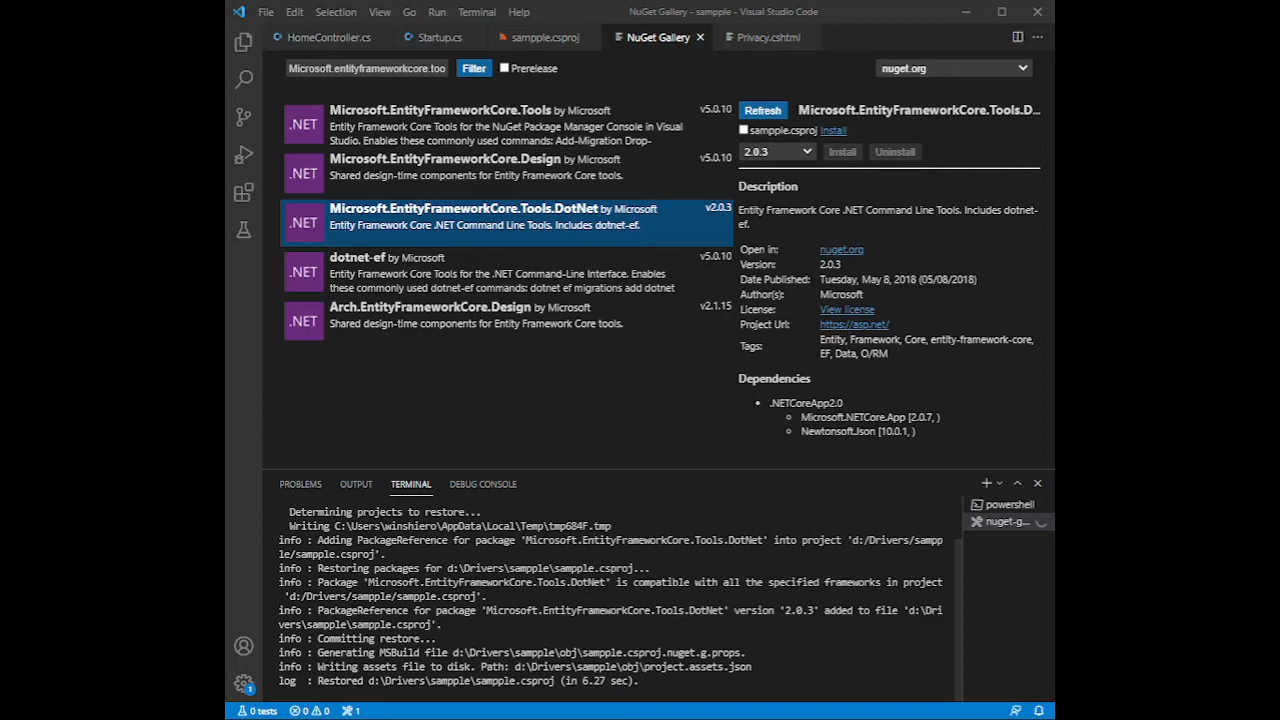 File Edit Selection View Go Run Terminal Help NuGet Gallery - sampple - Visual Studio Code
HomeController.cs Startup.cs sampple.csproj NuGet Gallery Privacy.cshtml
Microsoft.entityframeworkcore.too Filter Prerelease nuget.org
.NET
Microsoft.EntityFrameworkCore.Tools by Microsoft v5.0.10
Entity Framework Core Tools for the NuGet Package Manager Console in Visual
Studio. Enables these commonly used commands: Add-Migration Drop-
.NET
Microsoft.EntityFrameworkCore.Design by Microsoft v5.0.10
Shared design-time components for Entity Framework Core tools.
.NET
Microsoft.EntityFrameworkCore.Tools.DotNet by Microsoft v2.0.3
Entity Framework Core .NET Command Line Tools. Includes dotnet-ef.
.NET
dotnet-ef by Microsoft v5.0.10
Entity Framework Core Tools for the .NET Command-Line Interface. Enables
these commonly used dotnet-ef commands: dotnet ef migrations add dotnet
.NET
Arch.EntityFrameworkCore.Design by Microsoft v2.1.15
Shared design-time components for Entity Framework Core tools.
Refresh Microsoft.EntityFrameworkCore.Tools.D...
sampple.csproj Install
2.0.3 Install Uninstall
Description
Entity Framework Core .NET Command Line Tools. Includes dotnet-
ef.
Open in: nuget.org
Version: 2.0.3
Date Published: Tuesday, May 8, 2018 (05/08/2018)
Author(s): Microsoft
License: View license
Project Url: https://asp.net/
Tags: Entity, Framework, Core, entity-framework-core,
EF, Data, O/RM
Dependencies
.NETCoreApp2.0
Microsoft.NETCore.App [2.0.7, )
Newtonsoft.Json [10.0.1, )
PROBLEMS OUTPUT TERMINAL DEBUG CONSOLE
powershell
nuget-g...
Determining projects to restore...
Writing C:\Users\winshiero\AppData\Local\Temp\tmp684F.tmp
info : Adding PackageReference for package 'Microsoft.EntityFrameworkCore.Tools.DotNet' into project 'd:/Drivers/sampp
le/sampple.csproj'.
info : Restoring packages for d:\Drivers\sampple\sampple.csproj...
info : Package 'Microsoft.EntityFrameworkCore.Tools.DotNet' is compatible with all the specified frameworks in project
'd:/Drivers/sampple/sampple.csproj'.
info : PackageReference for package 'Microsoft.EntityFrameworkCore.Tools.DotNet' version '2.0.3' added to file 'd:\Dri
vers\sampple\sampple.csproj'.
info : Committing restore...
info : Generating MSBuild file d:\Drivers\sampple\obj\sampple.csproj.nuget.g.props.
info : Writing assets file to disk. Path: d:\Drivers\sampple\obj\project.assets.json
log : Restored d:\Drivers\sampple\sampple.csproj (in 6.27 sec).
1
0 tests 0 0 1